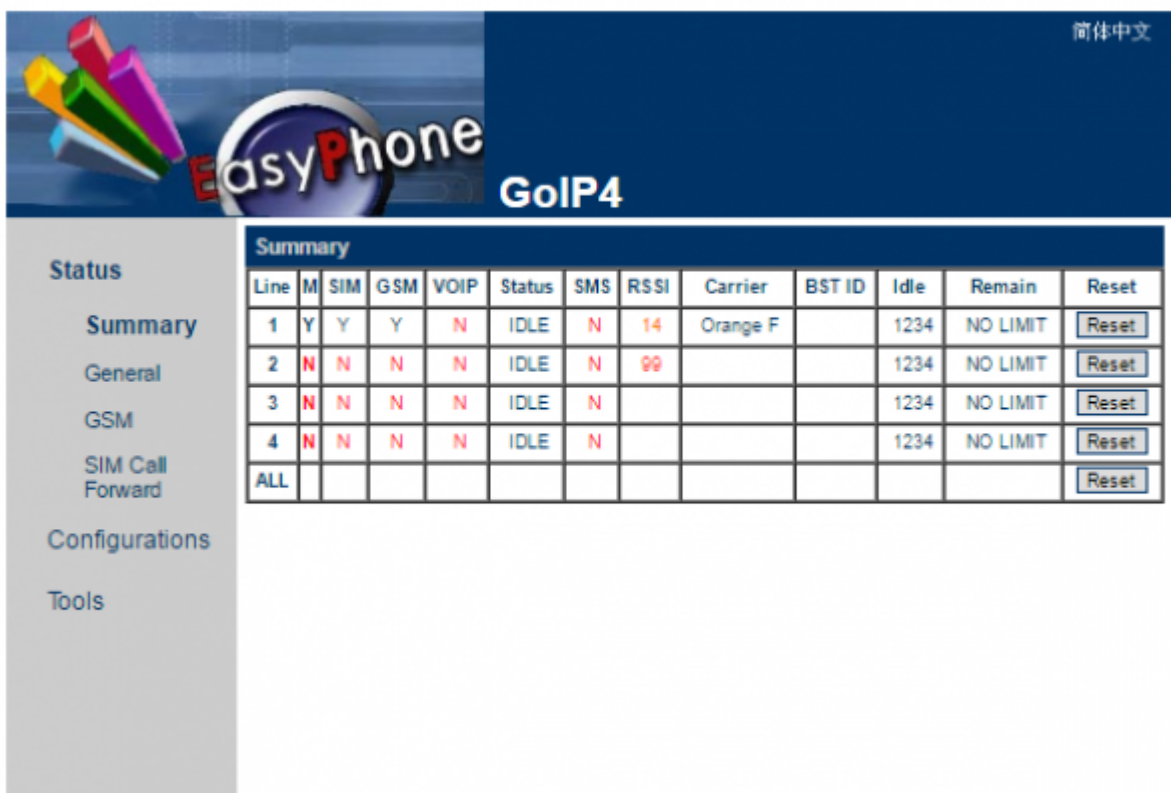 简体中文
EasyPhone
GoIP4
Status
Summary
General
GSM
SIM Call
Forward
Configurations
Tools
Summary
Line M SIM GSM VOIP Status SMS RSSI Carrier BST ID Idle Remain Reset
1 Y Y Y N IDLE N 14 Orange F 1234 NO LIMIT Reset
2 N N N N IDLE N 99 1234 NO LIMIT Reset
3 N N N N IDLE N 1234 NO LIMIT Reset
4 N N N N IDLE N 1234 NO LIMIT Reset
ALL Reset